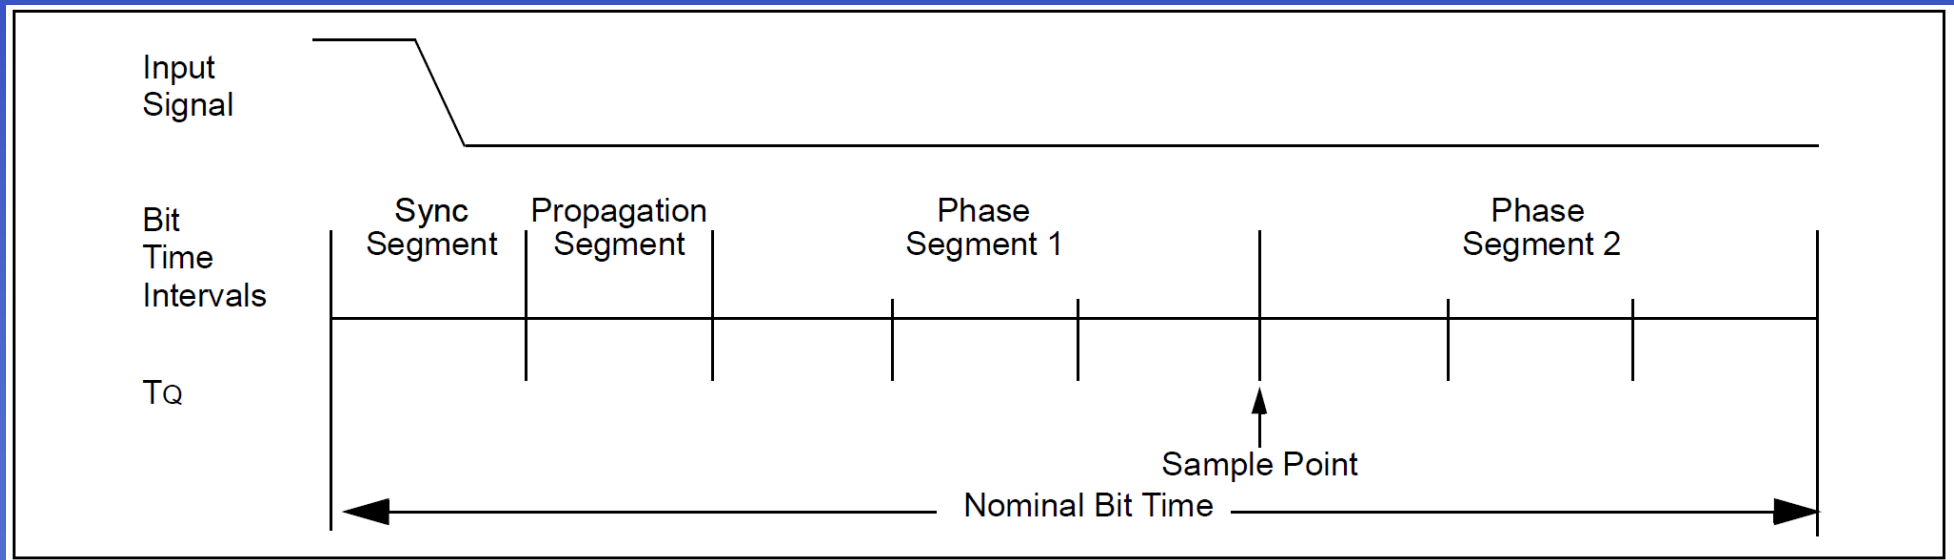 Input
Signal
Bit
Time
Intervals
Sync
Segment
Propagation
Segment
Phase
Segment 1
Phase
Segment 2
TQ
Sample Point
Nominal Bit Time